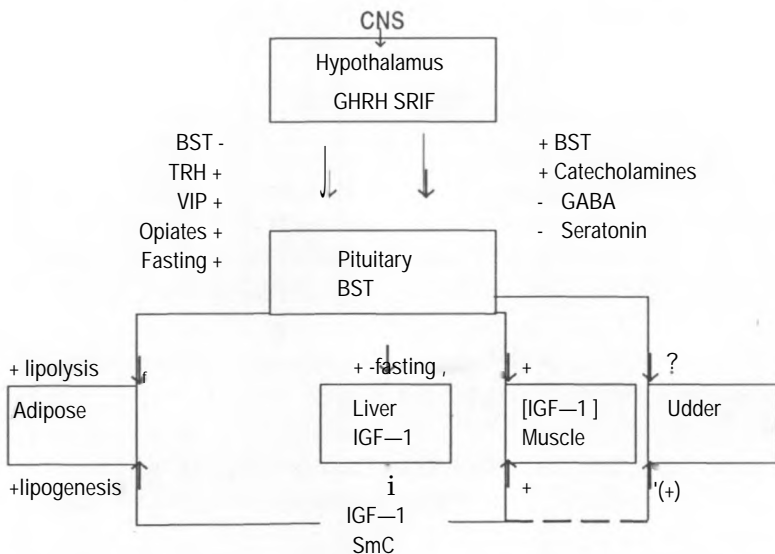 CNS
Hypothalamus
GHRH SRIF
BST -
TRH +
VIP +
Opiates +
Fasting +
+ BST
+ Catecholamines
- GABA
- Seratonin
Pituitary
BST
+ lipolysis
+ -fasting ,
+
?
Adipose
Liver
IGF—1
[IGF—1 ]
Muscle
Udder
+lipogenesis
+
'(+)
i
IGF—1
SmC